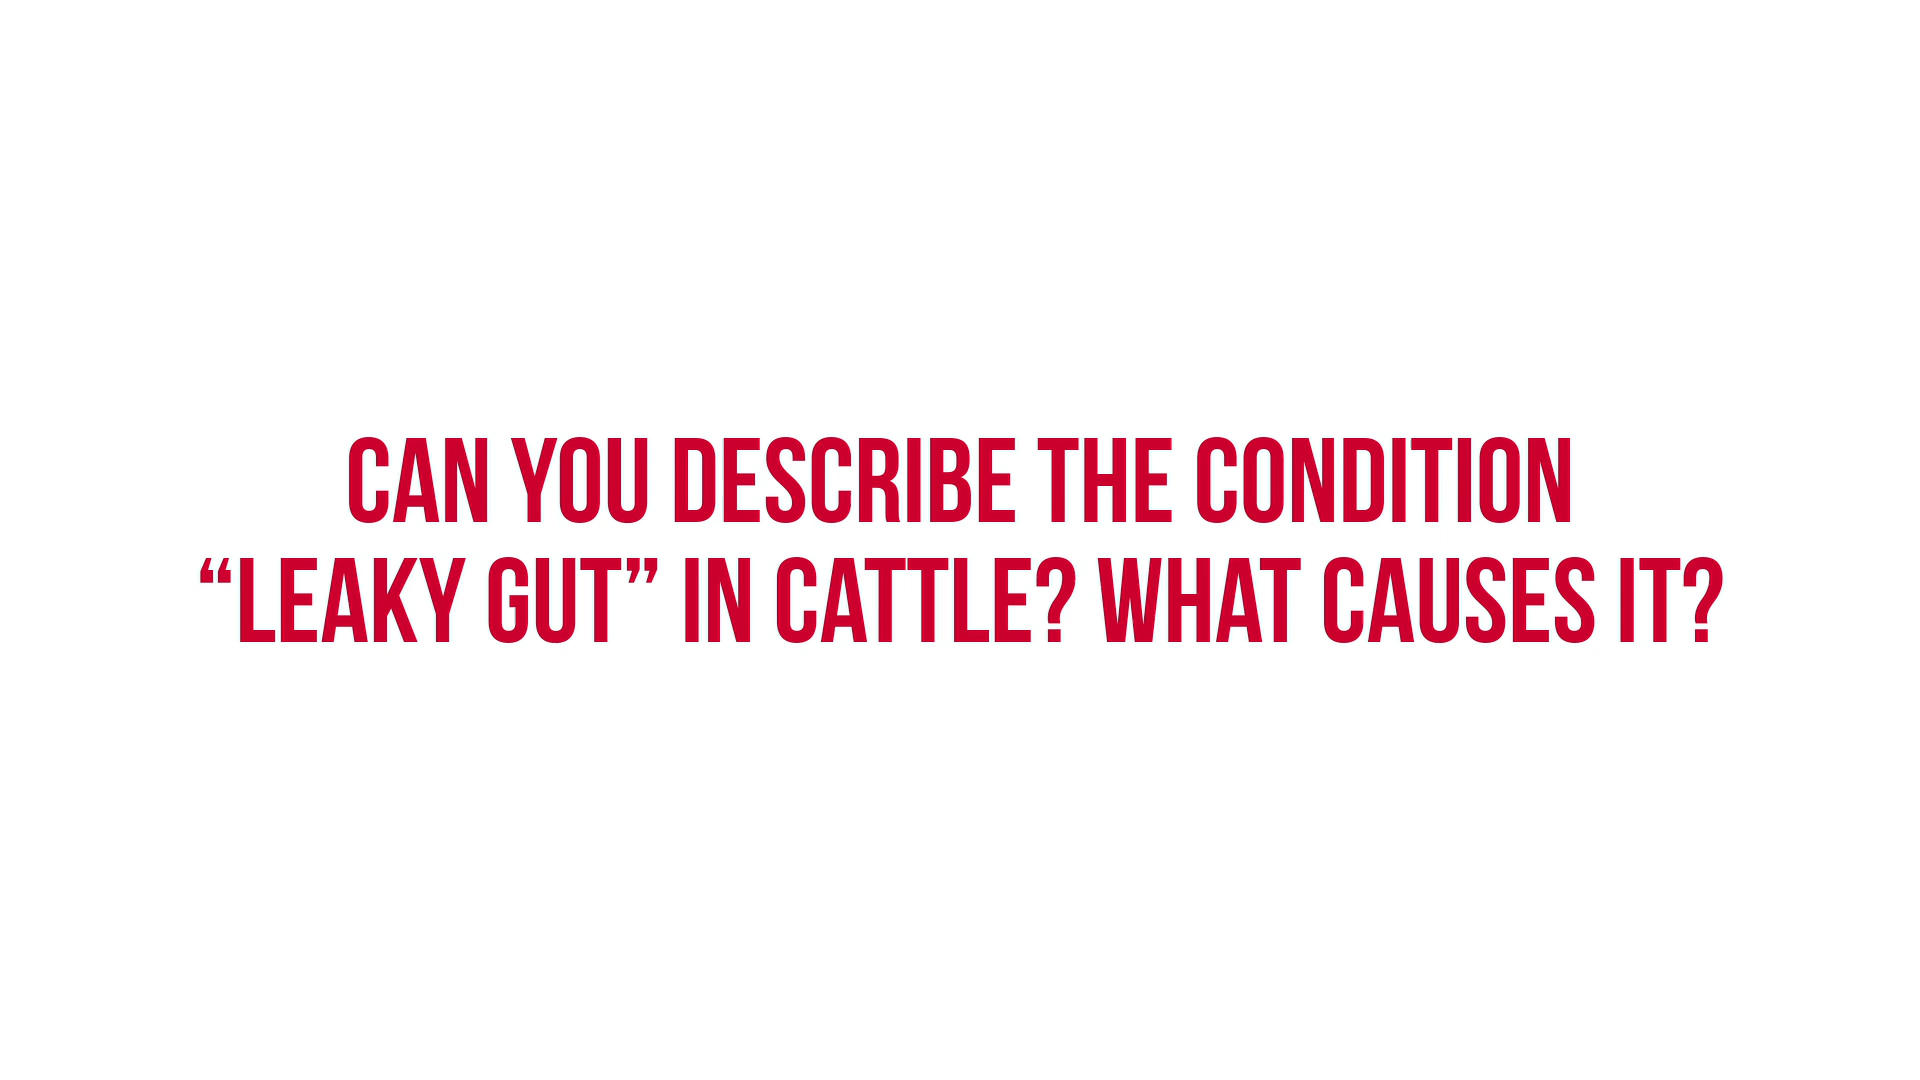 CAN YOU DESCRIBE THE CONDITION
“LEAKY GUT” IN CATTLE? WHAT CAUSES IT?